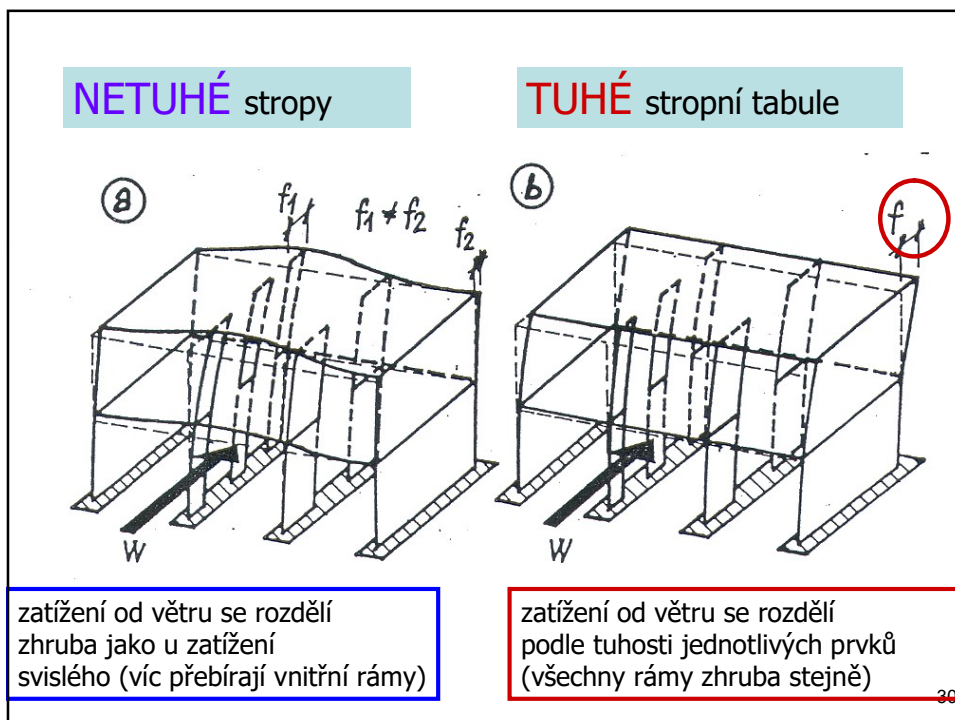 NETUHÉ stropy
TUHÉ stropní tabule
a
f1
f1 ≠ f2
f2
W
b
f
W
zatížení od větru se rozdělí
zhruba jako u zatížení
svislého (víc přebírají vnitřní rámy)
zatížení od větru se rozdělí
podle tuhosti jednotlivých prvků
(všechny rámy zhruba stejně)
30